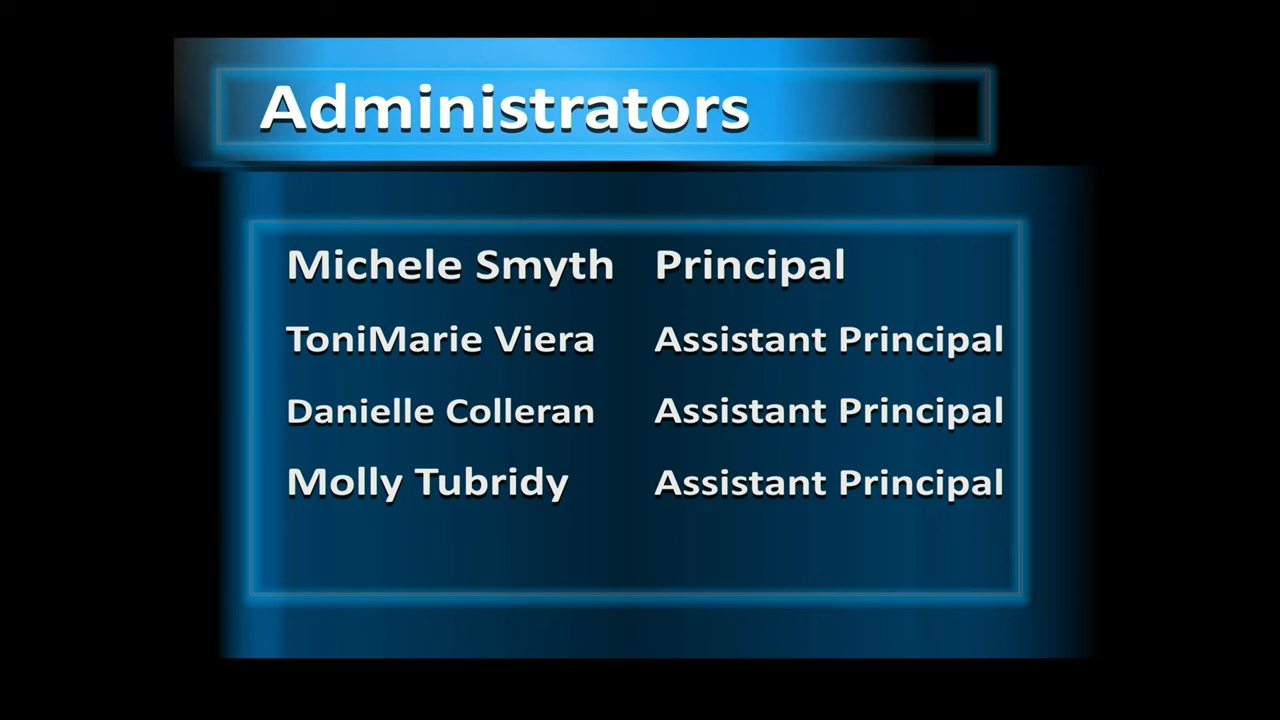 Administrators
Michele Smyth Principal
ToniMarie Viera Assistant Principal
Danielle Colleran Assistant Principal
Molly Tubridy Assistant Principal